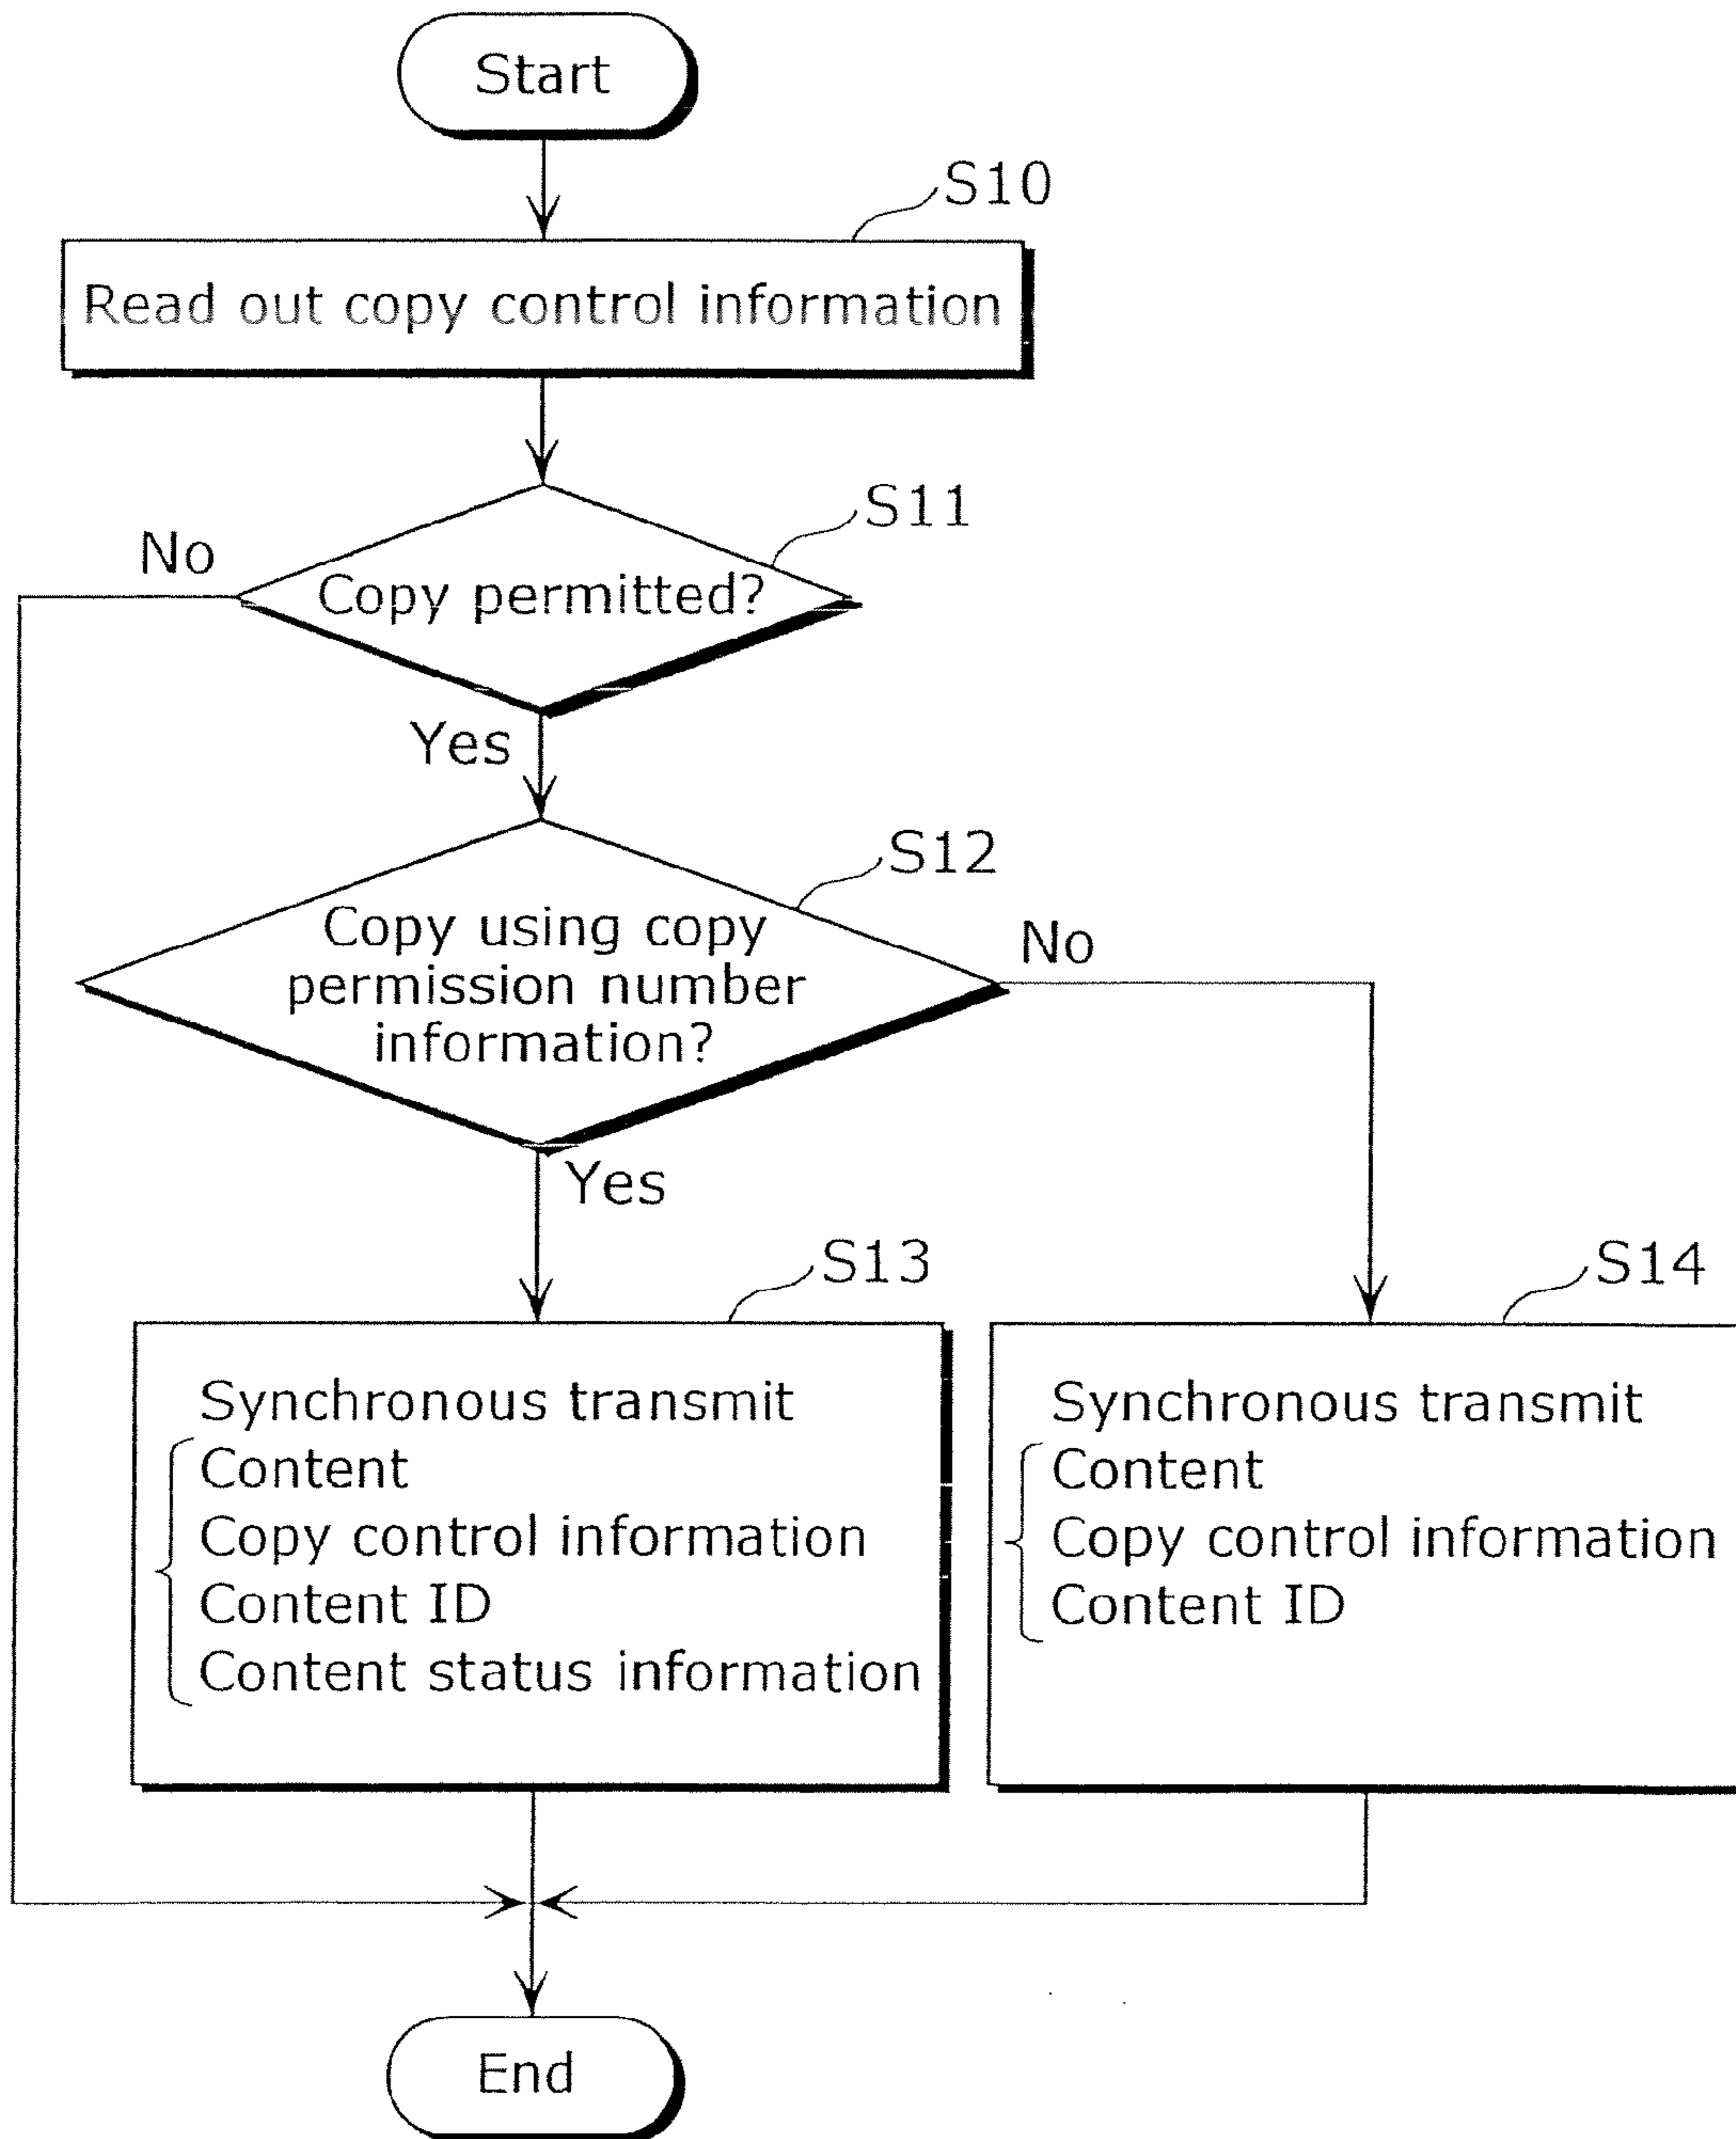 Start
S10
Read out copy control information
S11
No
Copy permitted?
Yes
S12
Copy using copy
permission number
information?
No
Yes
S13
Synchronous transmit
Content
Copy control information
Content ID
Content status information
S14
Synchronous transmit
Content
Copy control information
Content ID
End